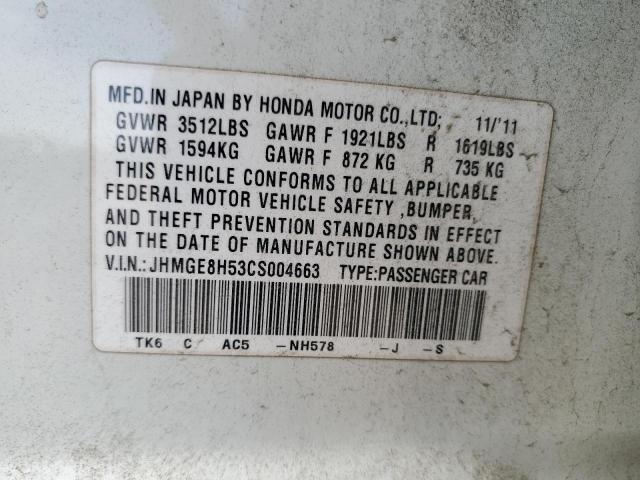 MFD.IN JAPAN BY HONDA MOTOR CO.,LTD; 11/'11
GVWR 3512LBS GAWR F 1921LBS R 1619LBS
GVWR 1594KG GAWR F 872 KG R 735 KG
THIS VEHICLE CONFORMS TO ALL APPLICABLE
FEDERAL MOTOR VEHICLE SAFETY ,BUMPER,
AND THEFT PREVENTION STANDARDS IN EFFECT
ON THE DATE OF MANUFACTURE SHOWN ABOVE.
V.I.N.: JHMGE8H53CS004663 TYPE:PASSENGER CAR
TK6 C AC5 -NH578 -J -S